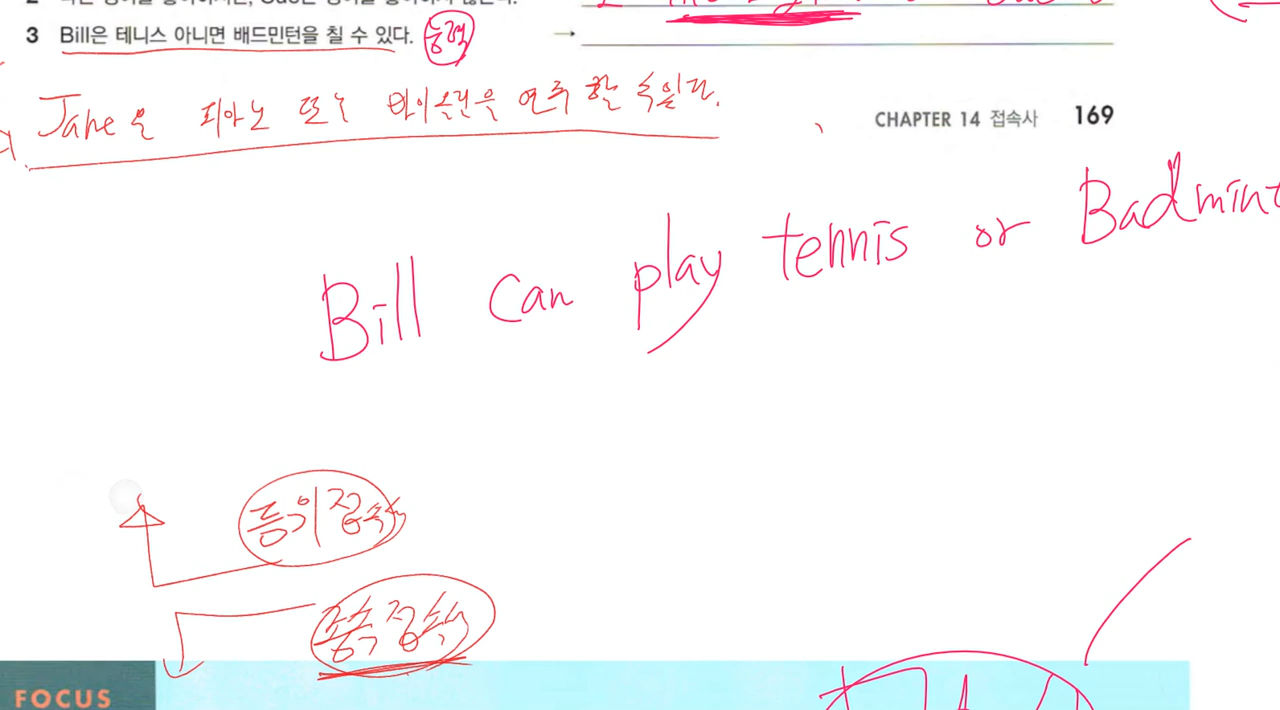 3 Bill은 테니스 아니면 배드민턴을 칠 수 있다. 능력 →
Jane은 피아노 또는 바이올린을 연주 할 수 있다.
CHAPTER 14 접속사 169
Bill can play tennis or Badmint
등위접속사
종속접속사
FOCUS